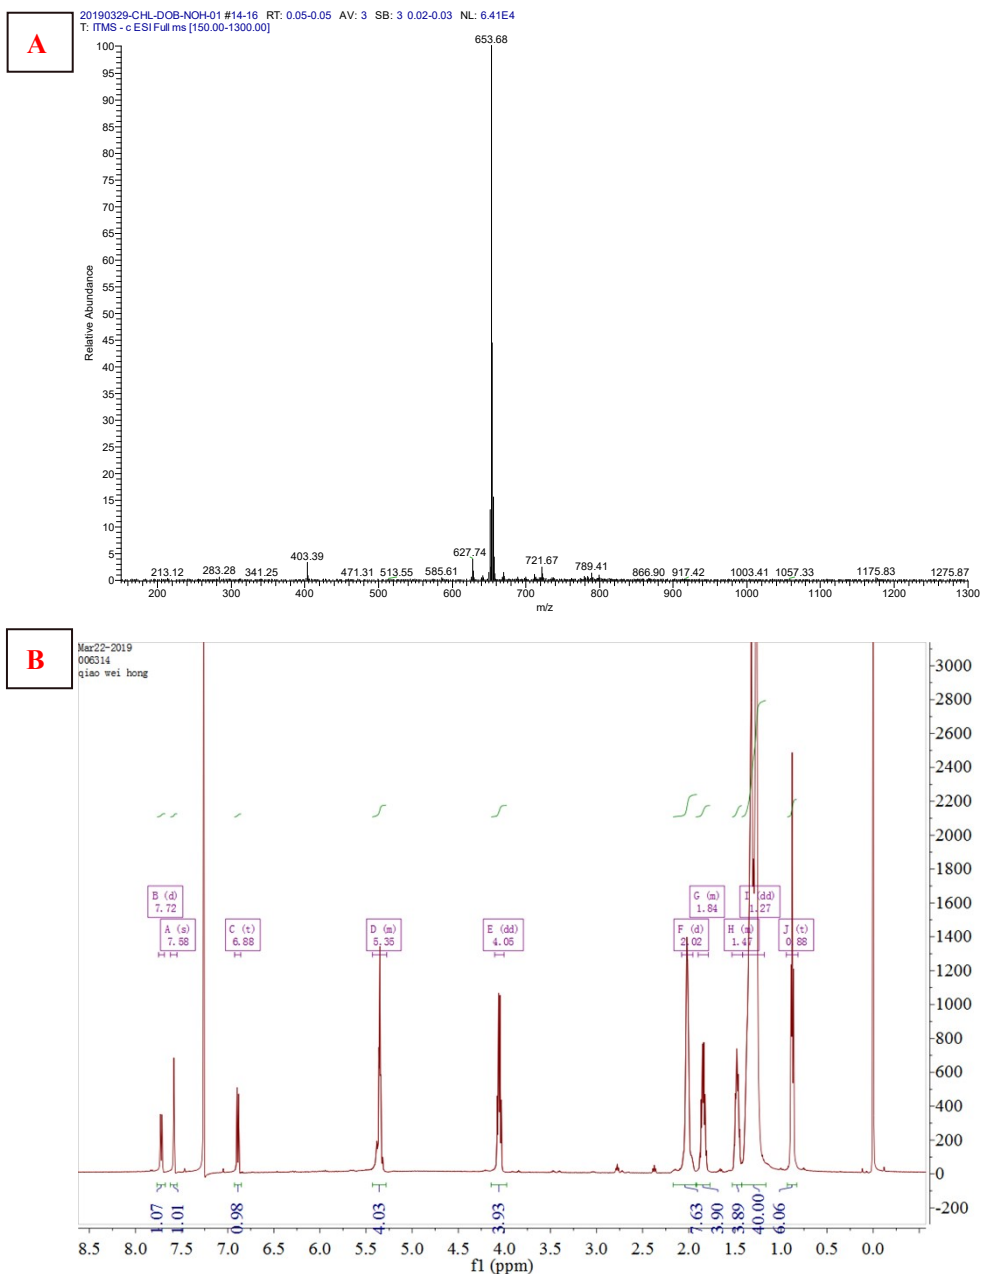 A
20190329-CHL-DOB-NOH-01 #14-16 RT: 0.05-0.05 AV: 3 SB: 3 0.02-0.03 NL: 6.41E4
T: ITMS - c ESI Full ms [150.00-1300.00]
653.68
100
95
90
85
80
75
70
65
60
55
50
45
40
35
30
25
20
15
10
5
0
Relative Abundance
213.12 283.28 341.25 403.39 471.31 513.55 585.61 627.74 721.67 789.41 866.90 917.42 1003.41 1057.33 1175.83 1275.87
200 300 400 500 600 700 800 900 1000 1100 1200 1300
m/z
B
Mar22-2019
006314
qiao wei hong
3000
2800
2600
2400
2200
2000
1800
1600
1400
1200
1000
800
600
400
200
0
-200
B (d)
7.72
G (m)
1.84
I (dd)
1.27
A (s)
7.58
C (t)
6.88
D (m)
5.35
E (dd)
4.05
F (d)
2.02
H (m)
1.47
J (t)
0.88
1.07 1.01 0.98 4.03 3.93 7.63 3.90 3.89 40.00 6.06
8.5 8.0 7.5 7.0 6.5 6.0 5.5 5.0 4.5 4.0 3.5 3.0 2.5 2.0 1.5 1.0 0.5 0.0
f1 (ppm)